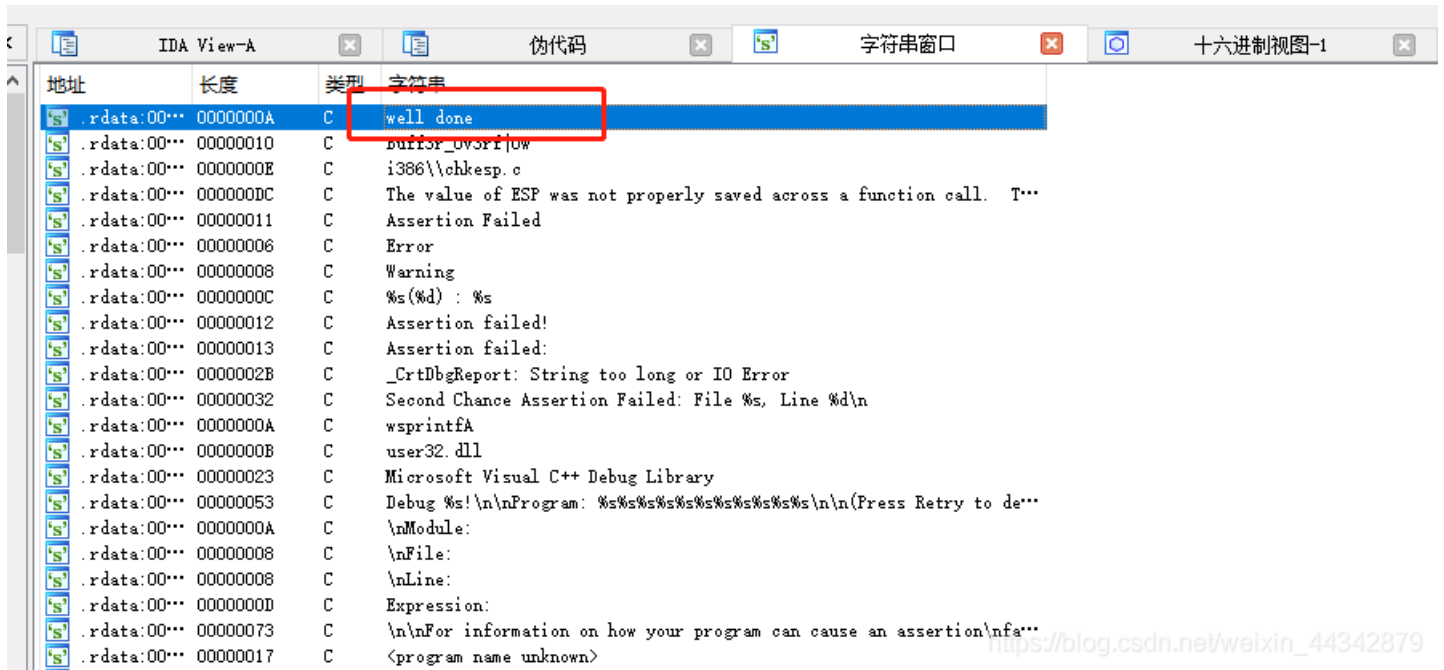 IDA View-A 伪代码 's' 字符串窗口 十六进制视图-1
地址 长度 类型 字符串
's' .rdata:00··· 0000000A C well done
's' .rdata:00··· 00000010 C
's' .rdata:00··· 0000000E C i386\\chkesp.c
's' .rdata:00··· 000000DC C The value of ESP was not properly saved across a function call.  T···
's' .rdata:00··· 00000011 C Assertion Failed
's' .rdata:00··· 00000006 C Error
's' .rdata:00··· 00000008 C Warning
's' .rdata:00··· 0000000C C %s(%d) : %s
's' .rdata:00··· 00000012 C Assertion failed!
's' .rdata:00··· 00000013 C Assertion failed:
's' .rdata:00··· 0000002B C _CrtDbgReport: String too long or IO Error
's' .rdata:00··· 00000032 C Second Chance Assertion Failed: File %s, Line %d\n
's' .rdata:00··· 0000000A C wsprintfA
's' .rdata:00··· 0000000B C user32.dll
's' .rdata:00··· 00000023 C Microsoft Visual C++ Debug Library
's' .rdata:00··· 00000053 C Debug %s!\n\nProgram: %s%s%s%s%s%s%s%s%s%s%s\n\n(Press Retry to de···
's' .rdata:00··· 0000000A C \nModule:
's' .rdata:00··· 00000008 C \nFile:
's' .rdata:00··· 00000008 C \nLine:
's' .rdata:00··· 0000000D C Expression:
's' .rdata:00··· 00000073 C \n\nFor information on how your program can cause an assertion\nfa···
's' .rdata:00··· 00000017 C <program name unknown>
https://blog.csdn.net/weixin_44342879